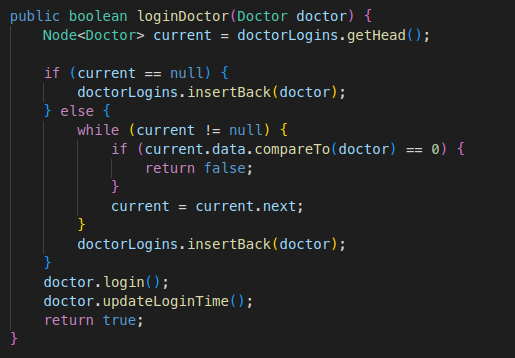 public boolean loginDoctor(Doctor doctor) {
    Node<Doctor> current = doctorLogins.getHead();

    if (current == null) {
        doctorLogins.insertBack(doctor);
    } else {
        while (current != null) {
            if (current.data.compareTo(doctor) == 0) {
                return false;
            }
            current = current.next;
        }
        doctorLogins.insertBack(doctor);
    }
    doctor.login();
    doctor.updateLoginTime();
    return true;
}